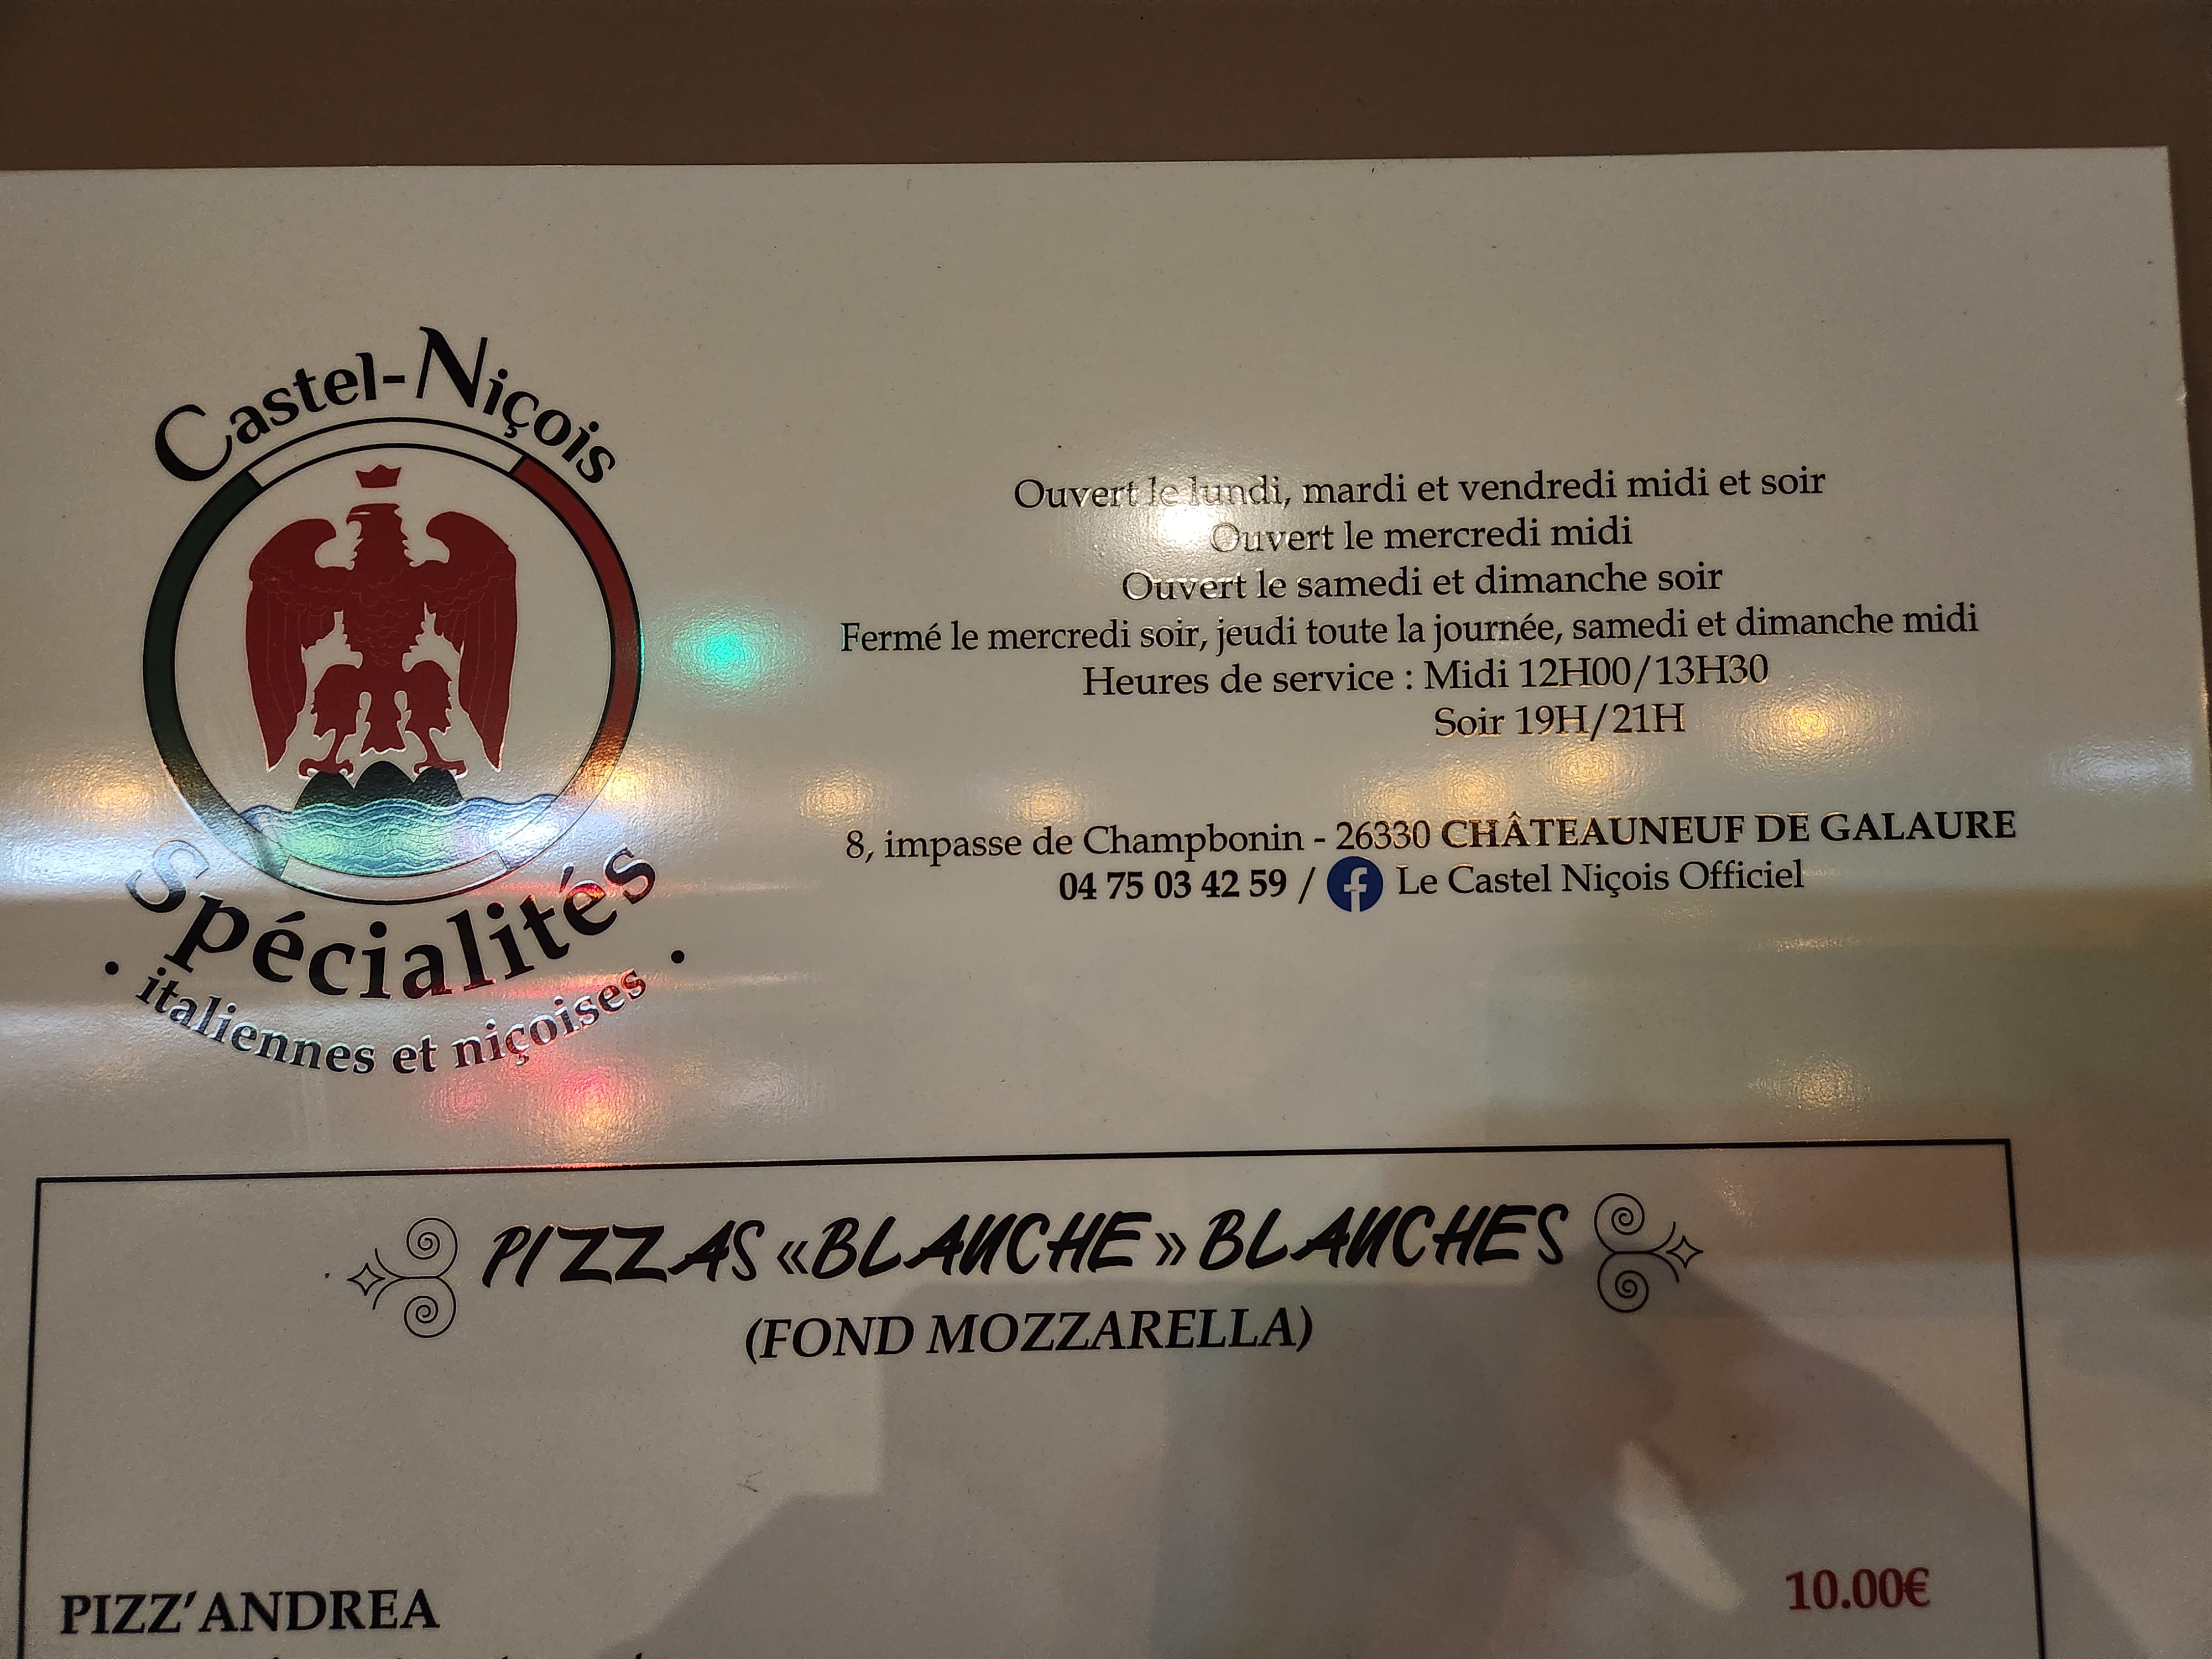 Castel-Niçois
Spécialités
• italiennes et niçoises •
Ouvert le lundi, mardi et vendredi midi et soir
Ouvert le mercredi midi
Ouvert le samedi et dimanche soir
Fermé le mercredi soir, jeudi toute la journée, samedi et dimanche midi
Heures de service : Midi 12H00/13H30
Soir 19H/21H
8, impasse de Champbonin - 26330 CHÂTEAUNEUF DE GALAURE
04 75 03 42 59 / f Le Castel Niçois Officiel
PIZZAS «BLANCHE» BLANCHES
(FOND MOZZARELLA)
PIZZ'ANDREA 10.00€